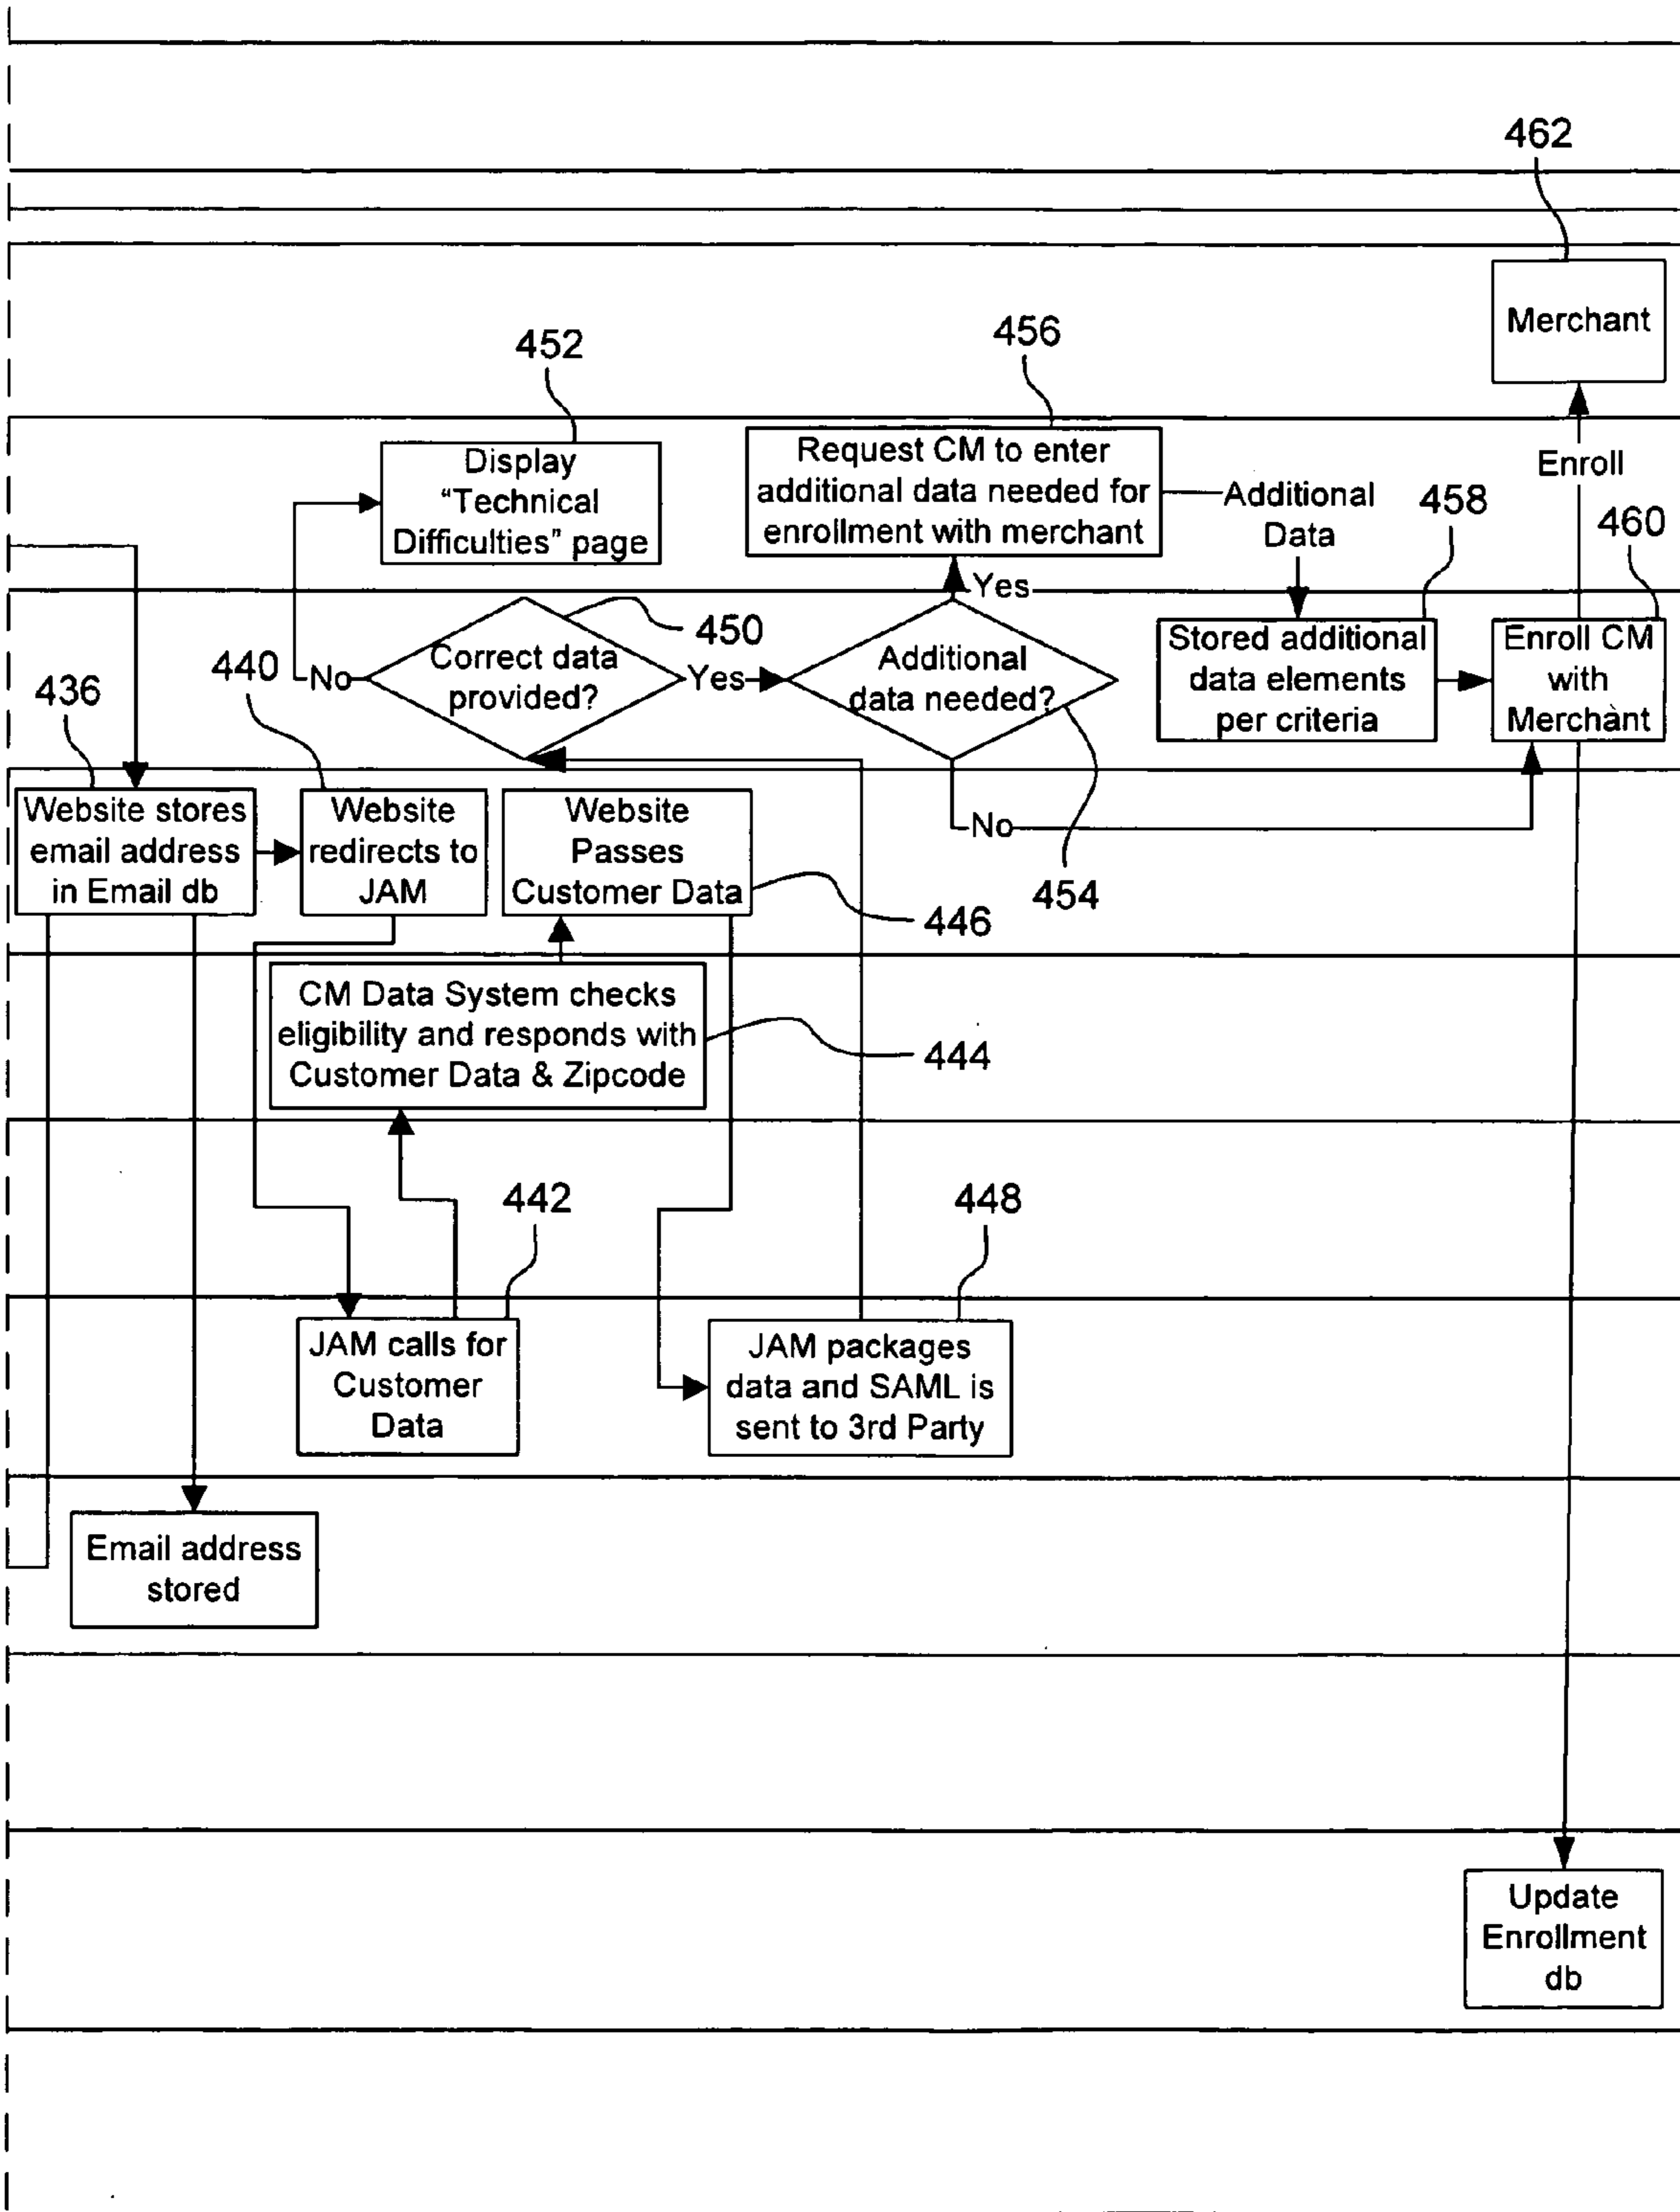 462
Merchant
452
456
Display
“Technical
Difficulties” page
Request CM to enter
additional data needed for
enrollment with merchant
Additional
Data
Enroll
458
460
Yes
450
440
No
Correct data
provided?
Yes
Additional
data needed?
Stored additional
data elements
per criteria
Enroll CM
with
Merchant
436
Website stores
email address
in Email db
Website
redirects to
JAM
Website
Passes
Customer Data
No
454
446
CM Data System checks
eligibility and responds with
Customer Data & Zipcode
444
442
448
JAM calls for
Customer
Data
JAM packages
data and SAML is
sent to 3rd Party
Email address
stored
Update
Enrollment
db